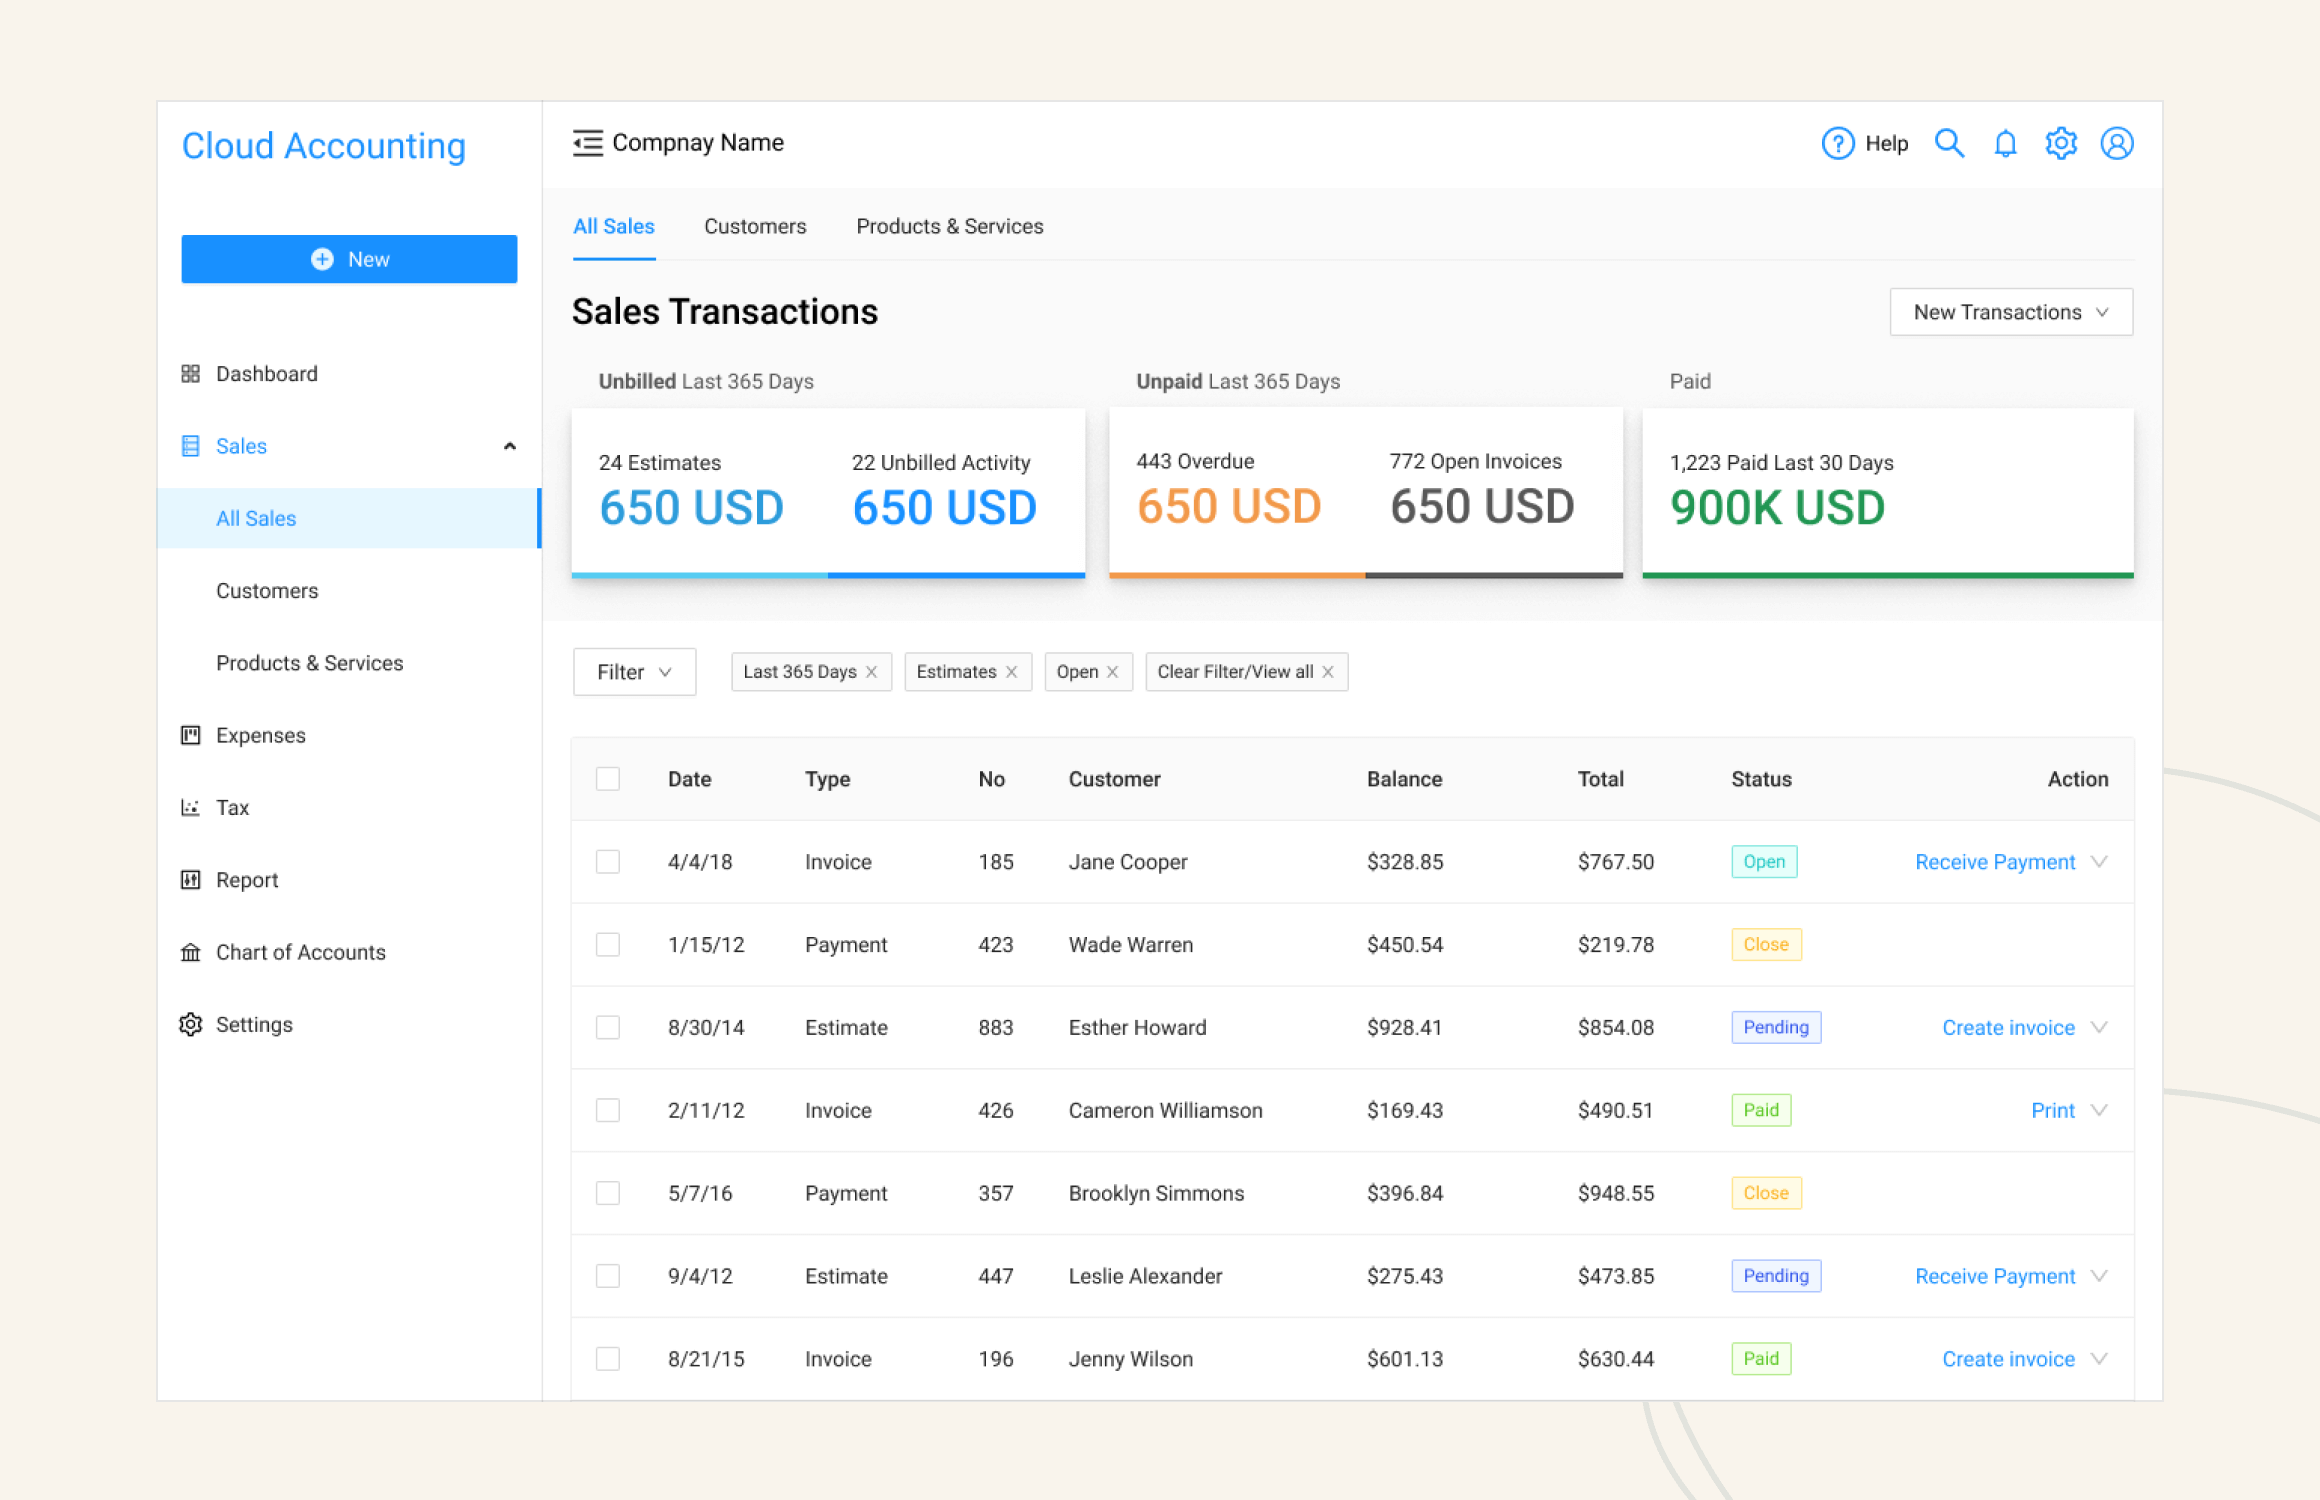 Cloud Accounting
New
Dashboard
Sales
All Sales
Customers
Products & Services
Expenses
Tax
Report
Chart of Accounts
Settings
Compnay Name
? Help
All Sales Customers Products & Services
Sales Transactions
New Transactions
Unbilled Last 365 Days
24 Estimates 22 Unbilled Activity
650 USD 650 USD
Unpaid Last 365 Days
443 Overdue 772 Open Invoices
650 USD 650 USD
Paid
1,223 Paid Last 30 Days
900K USD
Filter Last 365 Days Estimates Open Clear Filter/View all
Date Type No Customer Balance Total Status Action
4/4/18 Invoice 185 Jane Cooper $328.85 $767.50 Open Receive Payment
1/15/12 Payment 423 Wade Warren $450.54 $219.78 Close
8/30/14 Estimate 883 Esther Howard $928.41 $854.08 Pending Create invoice
2/11/12 Invoice 426 Cameron Williamson $169.43 $490.51 Paid Print
5/7/16 Payment 357 Brooklyn Simmons $396.84 $948.55 Close
9/4/12 Estimate 447 Leslie Alexander $275.43 $473.85 Pending Receive Payment
8/21/15 Invoice 196 Jenny Wilson $601.13 $630.44 Paid Create invoice